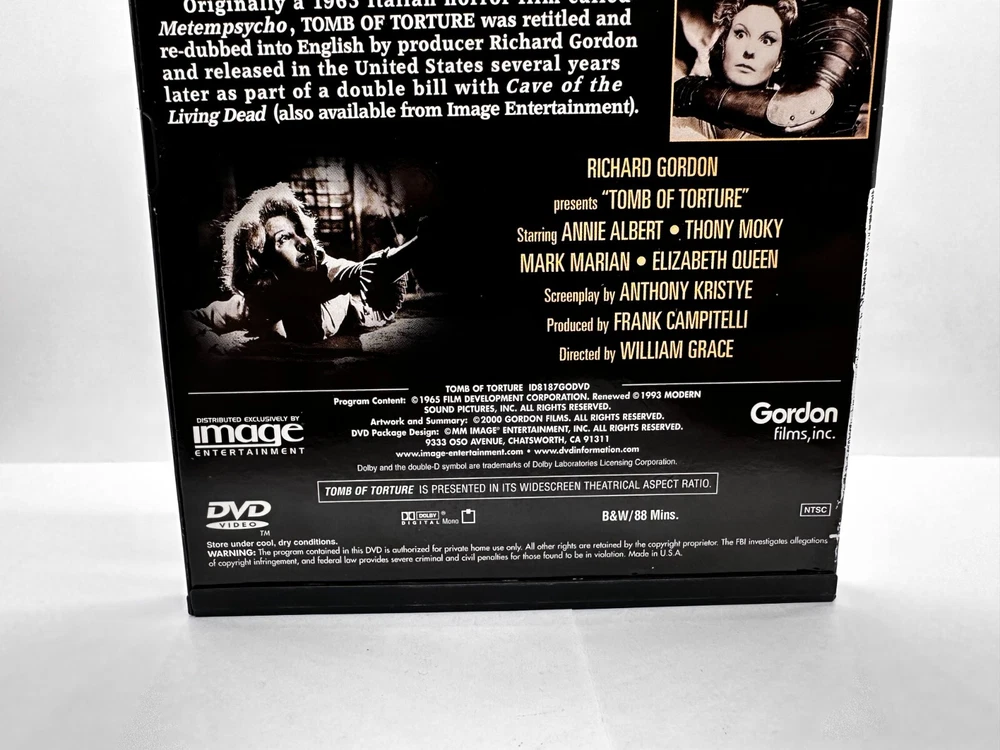 Originally a 1963 Italian horror film called
Metempsycho, TOMB OF TORTURE was retitled and
re-dubbed into English by producer Richard Gordon
and released in the United States several years
later as part of a double bill with Cave of the
Living Dead (also available from Image Entertainment).
RICHARD GORDON
presents “TOMB OF TORTURE”
Starring ANNIE ALBERT • THONY MOKY
MARK MARIAN • ELIZABETH QUEEN
Screenplay by ANTHONY KRISTYE
Produced by FRANK CAMPITELLI
Directed by WILLIAM GRACE
TOMB OF TORTURE ID8187GODVD
Program Content: ©1965 FILM DEVELOPMENT CORPORATION. Renewed ©1993 MODERN
SOUND PICTURES, INC. ALL RIGHTS RESERVED.
Artwork and Summary: ©2000 GORDON FILMS. ALL RIGHTS RESERVED.
DVD Package Design: ©MM IMAGE® ENTERTAINMENT, INC. ALL RIGHTS RESERVED.
9333 OSO AVENUE, CHATSWORTH, CA 91311
www.image-entertainment.com • www.dvdinformation.com
Dolby and the double-D symbol are trademarks of Dolby Laboratories Licensing Corporation.
DISTRIBUTED EXCLUSIVELY BY
image
ENTERTAINMENT
Gordon
films, inc.
TOMB OF TORTURE IS PRESENTED IN ITS WIDESCREEN THEATRICAL ASPECT RATIO.
DVD
VIDEO
TM
DOLBY®
DIGITAL Mono
B&W/88 Mins.
NTSC
Store under cool, dry conditions.
WARNING: The program contained in this DVD is authorized for private home use only. All other rights are retained by the copyright proprietor. The FBI investigates allegations
of copyright infringement, and federal law provides severe criminal and civil penalties for those found to be in violation. Made in U.S.A.